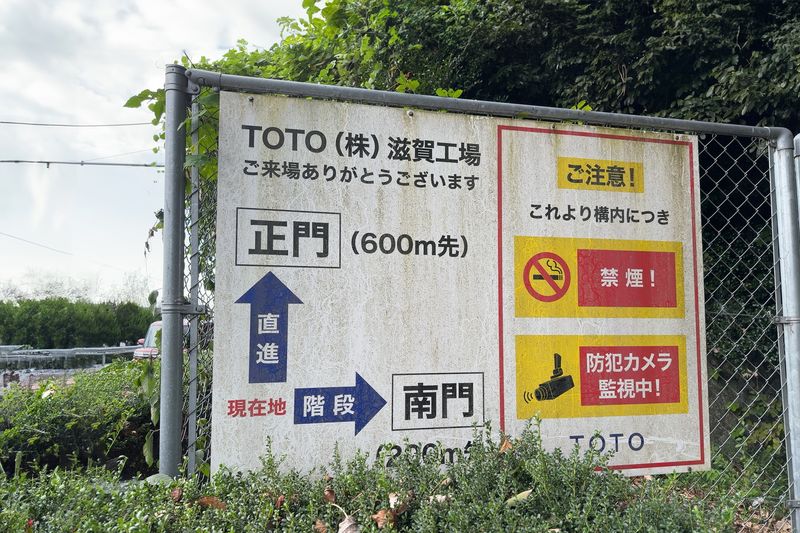 TOTO(株)滋賀工場
ご来場ありがとうございます
正門 (600m先)
直進
現在地 階段 南門
ご注意!
これより構内につき
禁煙!
防犯カメラ
監視中!
TOTO